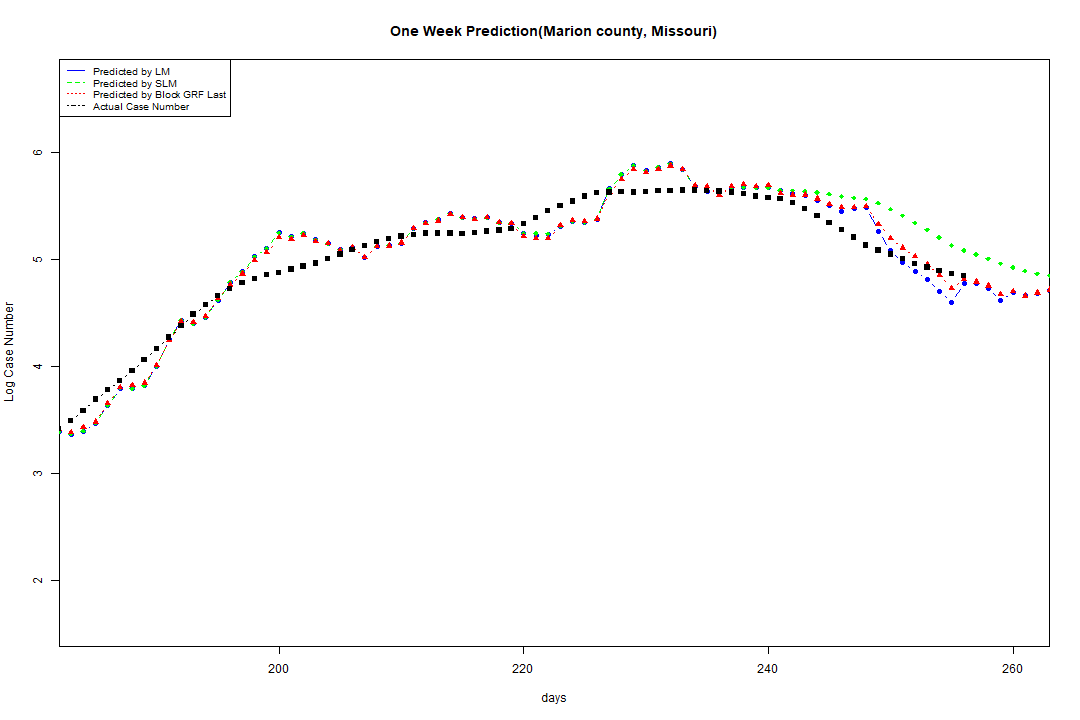 One Week Prediction(Marion county, Missouri)
Predicted by LM
Predicted by SLM
Predicted by Block GRF Last
Actual Case Number
Log Case Number
6
5
4
3
2
200
220
240
260
days